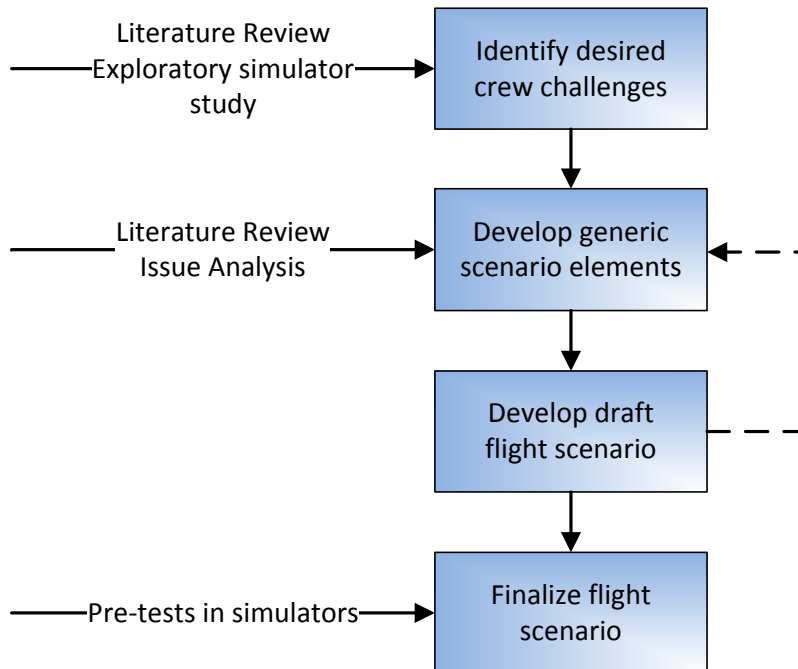 Literature Review
Exploratory simulator
study
Identify desired
crew challenges
Literature Review
Issue Analysis
Develop generic
scenario elements
Develop draft
flight scenario
Pre-tests in simulators
Finalize flight
scenario